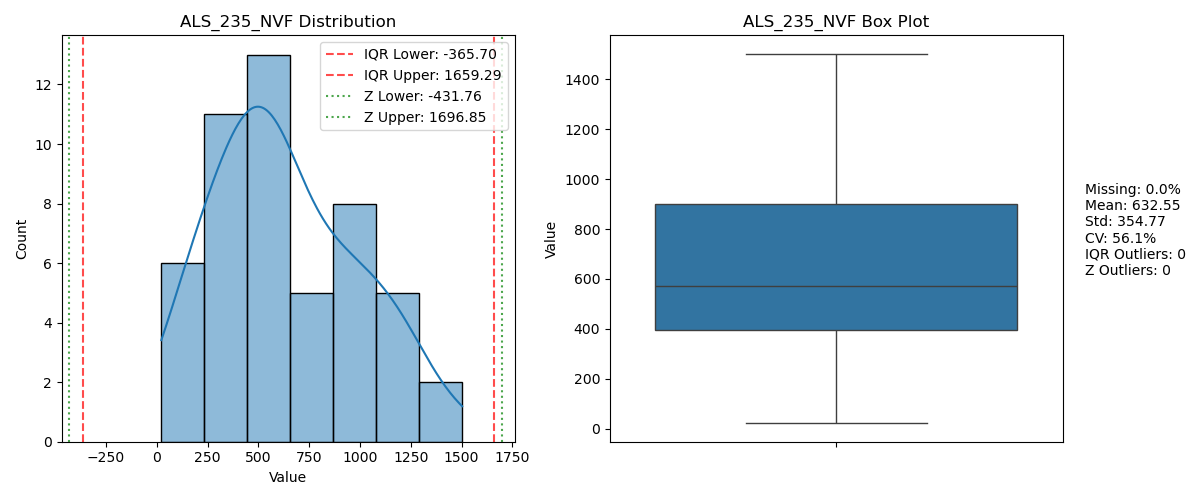 ALS_235_NVF Distribution
IQR Lower: -365.70
IQR Upper: 1659.29
Z Lower: -431.76
Z Upper: 1696.85
Count
12
10
8
6
4
2
0
−250
0
250
500
750
1000
1250
1500
1750
Value
ALS_235_NVF Box Plot
Value
1400
1200
1000
800
600
400
200
0
Missing: 0.0%
Mean: 632.55
Std: 354.77
CV: 56.1%
IQR Outliers: 0
Z Outliers: 0